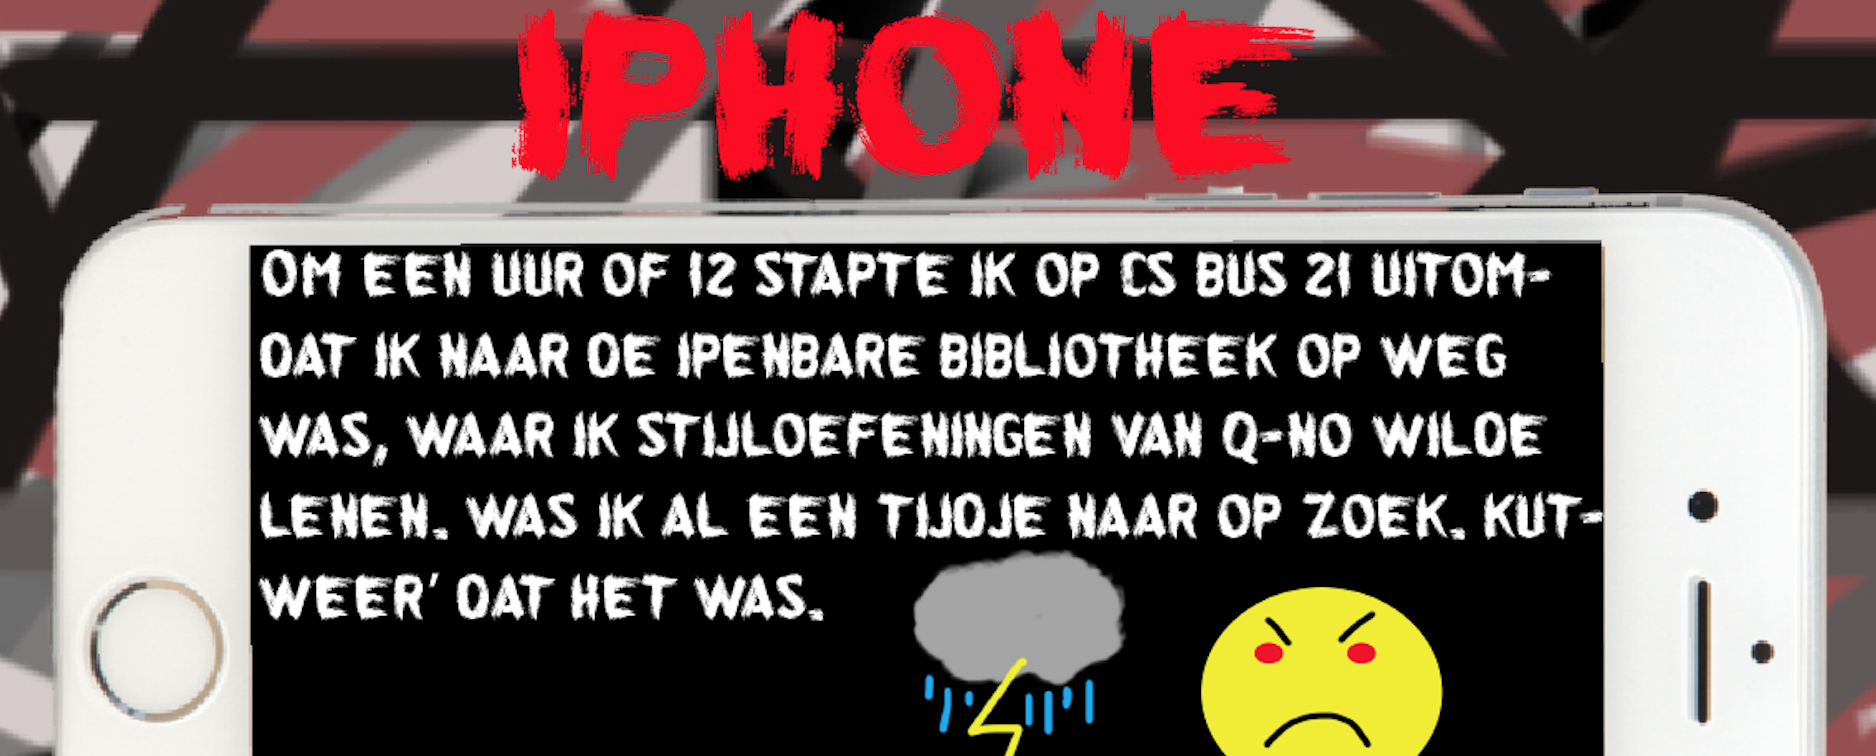 IPHONE
OM EEN UUR OF 12 STAPTE IK OP CS BUS 21 UITOM-
DAT IK NAAR DE IPENBARE BIBLIOTHEEK OP WEG
WAS, WAAR IK STIJLOEFENINGEN VAN Q-NO WILDE
LENEN. WAS IK AL EEN TIJDJE NAAR OP ZOEK. KUT-
WEER' DAT HET WAS.